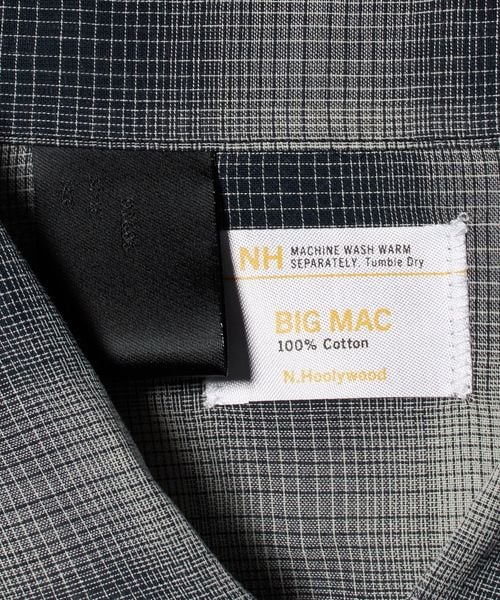 NH MACHINE WASH WARM
SEPARATELY. Tumble Dry
BIG MAC
100% Cotton
N.Hoolywood